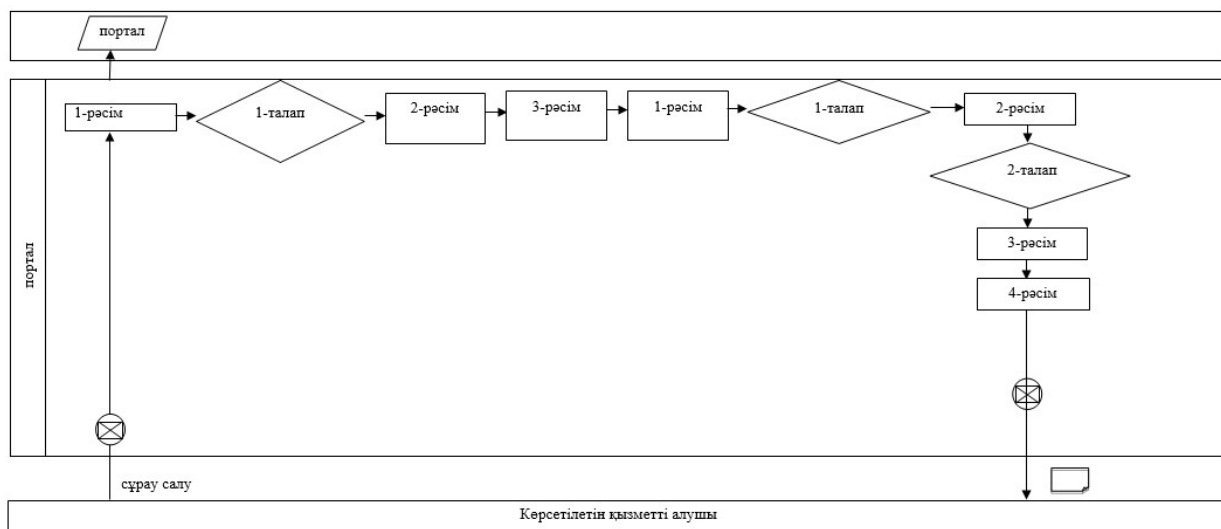 портал
1-рәсім
1-талап
2-рәсім
3-рәсім
1-рәсім
1-талап
2-рәсім
2-талап
3-рәсім
4-рәсім
портал
сұрау салу
Көрсетілетін қызметті алушы